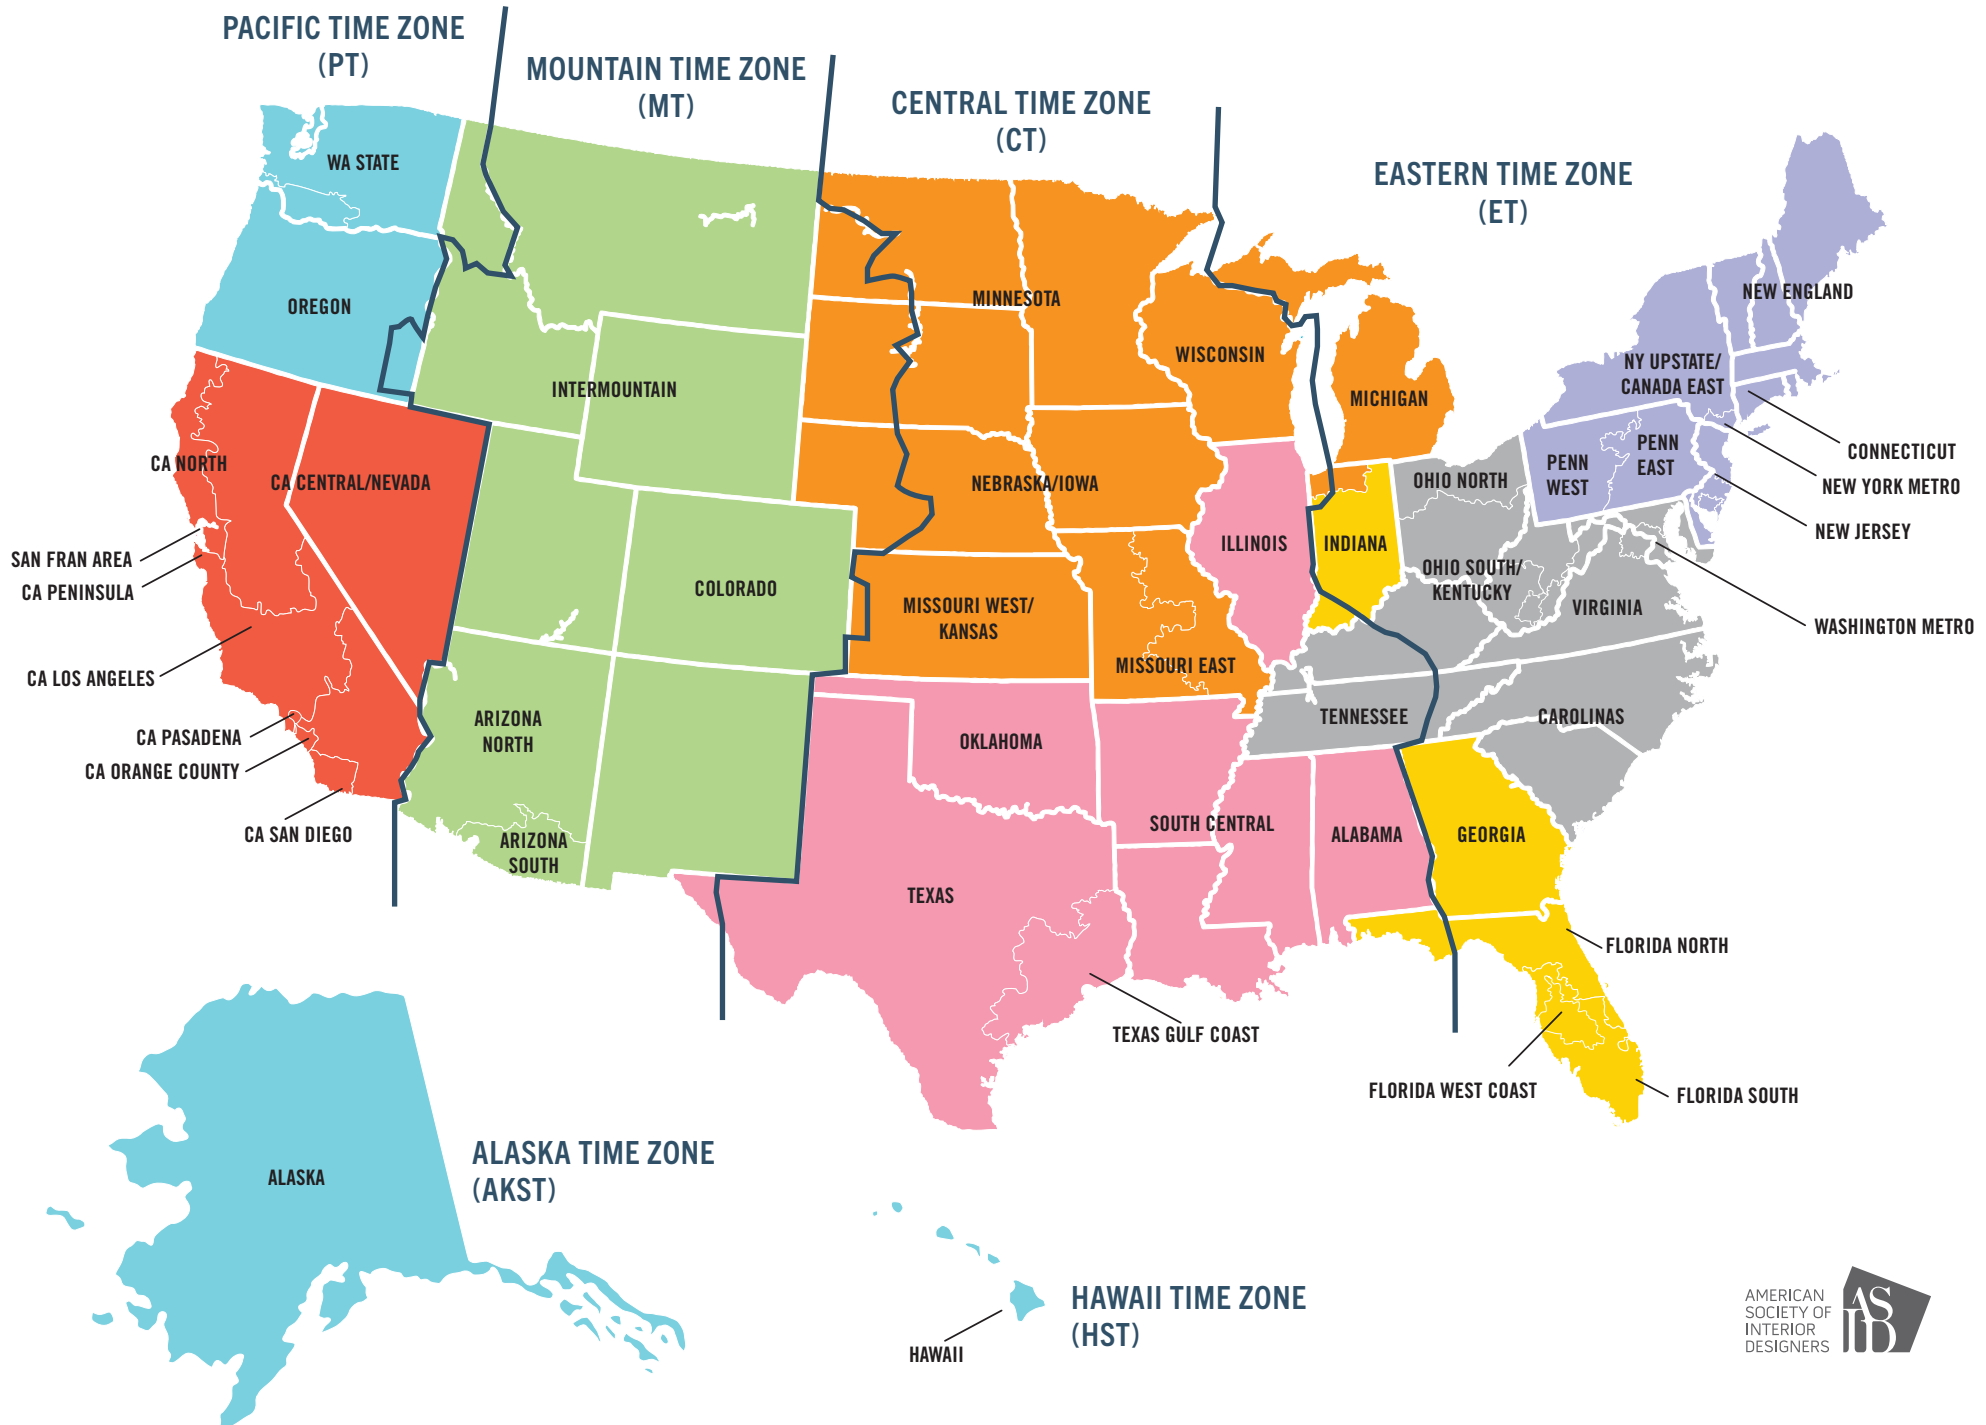 PACIFIC TIME ZONE
(PT)
MOUNTAIN TIME ZONE
(MT)
CENTRAL TIME ZONE
(CT)
EASTERN TIME ZONE
(ET)
WA STATE
OREGON
MINNESOTA
NEW ENGLAND
WISCONSIN
NY UPSTATE/
CANADA EAST
INTERMOUNTAIN
MICHIGAN
CONNECTICUT
CA NORTH
CA CENTRAL/NEVADA
NEBRASKA/IOWA
OHIO NORTH
PENN
WEST
PENN
EAST
NEW YORK METRO
NEW JERSEY
SAN FRAN AREA
CA PENINSULA
COLORADO
MISSOURI WEST/
KANSAS
ILLINOIS
INDIANA
OHIO SOUTH/
KENTUCKY
VIRGINIA
WASHINGTON METRO
CA LOS ANGELES
MISSOURI EAST
CA PASADENA
CA ORANGE COUNTY
CA SAN DIEGO
ARIZONA
NORTH
OKLAHOMA
TENNESSEE
CAROLINAS
ARIZONA
SOUTH
SOUTH CENTRAL
ALABAMA
GEORGIA
TEXAS
FLORIDA NORTH
TEXAS GULF COAST
FLORIDA WEST COAST
FLORIDA SOUTH
ALASKA
ALASKA TIME ZONE
(AKST)
HAWAII
HAWAII TIME ZONE
(HST)
AMERICAN
SOCIETY OF
INTERIOR
DESIGNERS
AS
ID